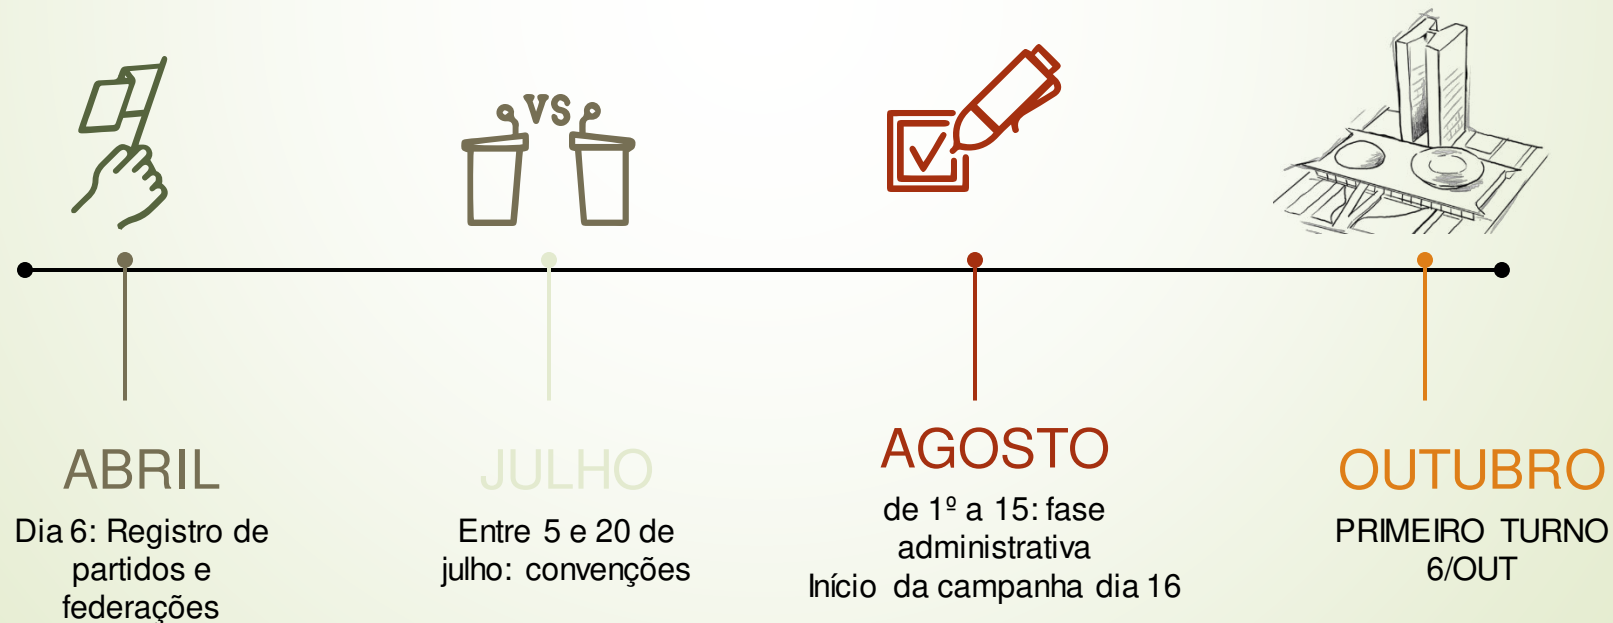 VS
ABRIL
Dia 6: Registro de
partidos e
federações
JULHO
Entre 5 e 20 de
julho: convenções
AGOSTO
de 1º a 15: fase
administrativa
Início da campanha dia 16
OUTUBRO
PRIMEIRO TURNO
6/OUT